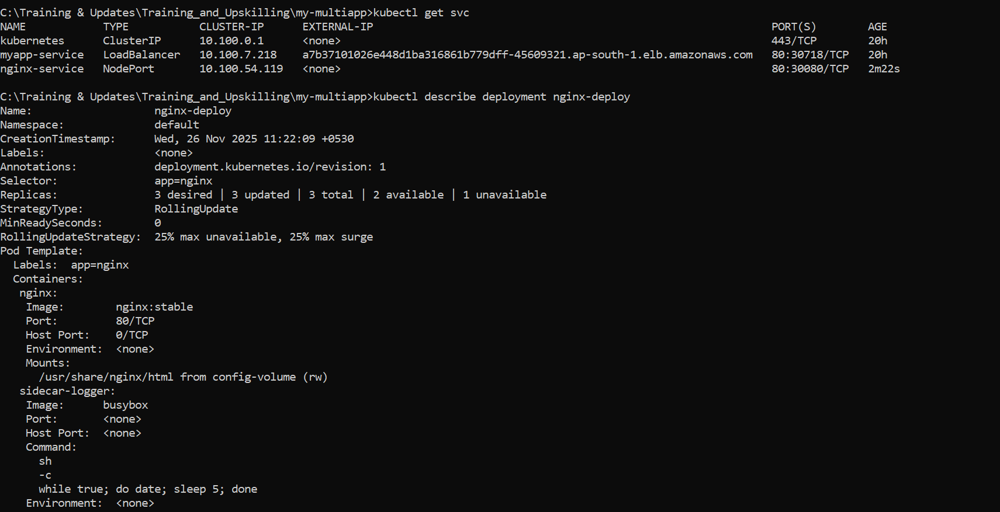 C:\Training & Updates\Training_and_Upskilling\my-multiapp>kubectl get svc
NAME            TYPE           CLUSTER-IP      EXTERNAL-IP                                                              PORT(S)        AGE
kubernetes      ClusterIP      10.100.0.1      <none>                                                                   443/TCP        20h
myapp-service   LoadBalancer   10.100.7.218    a7b37101026e448d1ba316861b779dff-45609321.ap-south-1.elb.amazonaws.com   80:30718/TCP   20h
nginx-service   NodePort       10.100.54.119   <none>                                                                   80:30080/TCP   2m22s

C:\Training & Updates\Training_and_Upskilling\my-multiapp>kubectl describe deployment nginx-deploy
Name:                   nginx-deploy
Namespace:              default
CreationTimestamp:      Wed, 26 Nov 2025 11:22:09 +0530
Labels:                 <none>
Annotations:            deployment.kubernetes.io/revision: 1
Selector:               app=nginx
Replicas:               3 desired | 3 updated | 3 total | 2 available | 1 unavailable
StrategyType:           RollingUpdate
MinReadySeconds:        0
RollingUpdateStrategy:  25% max unavailable, 25% max surge
Pod Template:
  Labels:  app=nginx
  Containers:
   nginx:
    Image:        nginx:stable
    Port:         80/TCP
    Host Port:    0/TCP
    Environment:  <none>
    Mounts:
      /usr/share/nginx/html from config-volume (rw)
   sidecar-logger:
    Image:      busybox
    Port:       <none>
    Host Port:  <none>
    Command:
      sh
      -c
      while true; do date; sleep 5; done
    Environment:  <none>